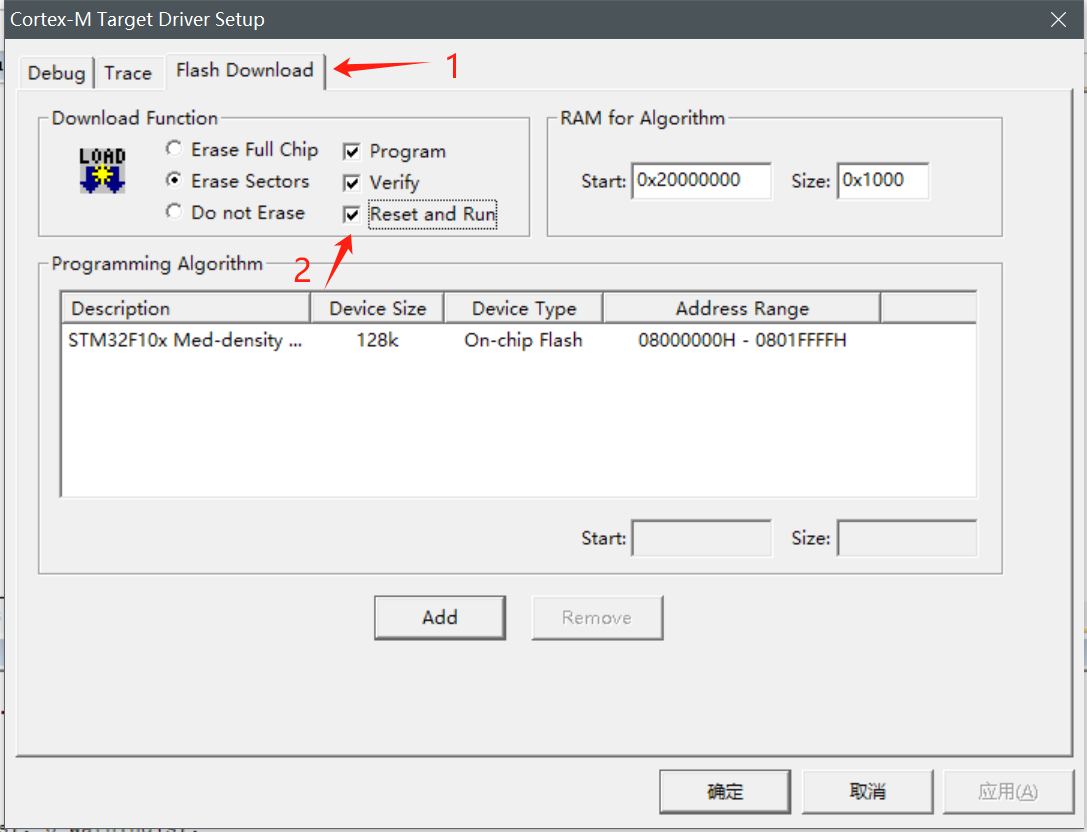 Cortex-M Target Driver Setup
Debug Trace Flash Download 1
Download Function
LOAD
Erase Full Chip
Erase Sectors
Do not Erase
Program
Verify
Reset and Run
2
RAM for Algorithm
Start: 0x20000000 Size: 0x1000
Programming Algorithm
Description Device Size Device Type Address Range
STM32F10x Med-density ... 128k On-chip Flash 08000000H - 0801FFFFH
Start: Size:
Add Remove
确定 取消 应用(A)